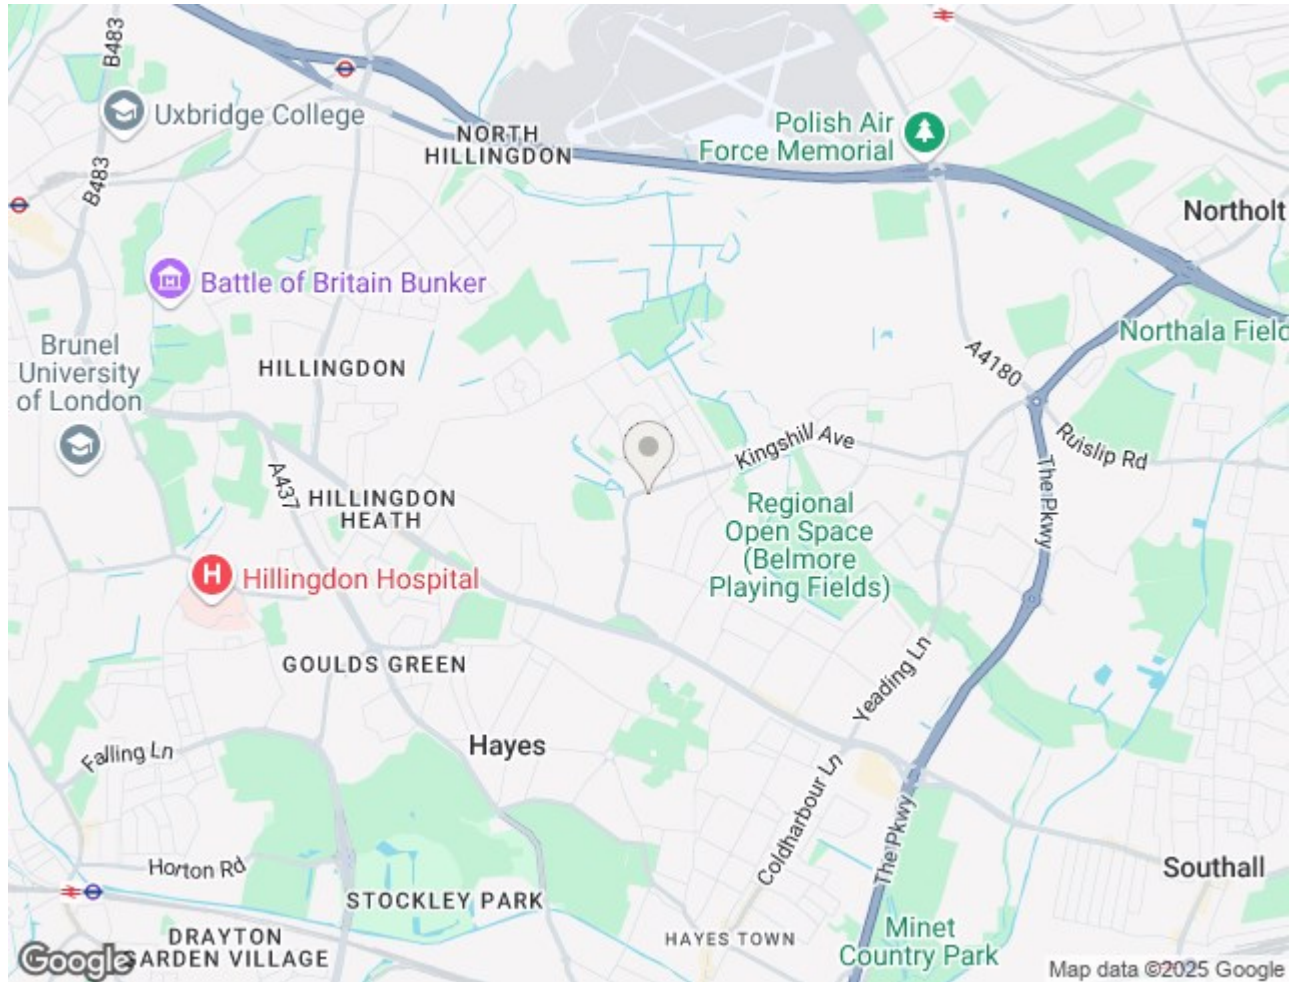 B483
Uxbridge College
NORTH
HILLINGDON
Polish Air
Force Memorial
B483
Northolt
Battle of Britain Bunker
Northala Field
Brunel
University
of London
HILLINGDON
A4180
Kingshill Ave
Ruislip Rd
A437
HILLINGDON
HEATH
The Pkwy
Regional
Open Space
(Belmore
Playing Fields)
H
Hillingdon Hospital
GOULDS GREEN
Yeading Ln
Falling Ln
Hayes
Coldharbour Ln
The Pkwy
Horton Rd
Southall
STOCKLEY PARK
Minet
Country Park
HAYES TOWN
DRAYTON
GARDEN VILLAGE
Google
Map data ©2025 Google